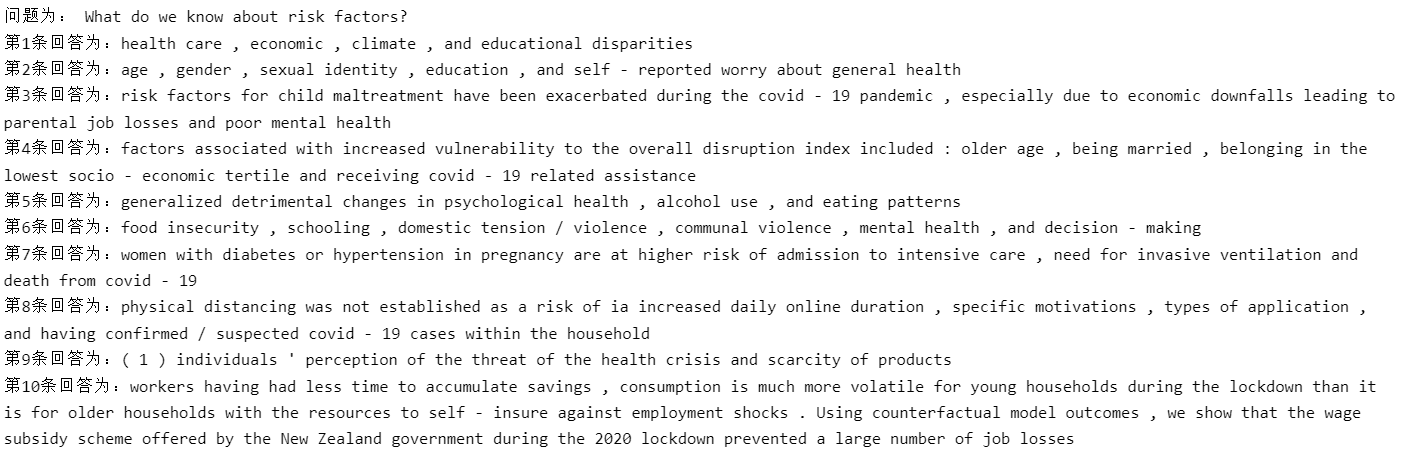 问题为： What do we know about risk factors?
第1条回答为：health care , economic , climate , and educational disparities
第2条回答为：age , gender , sexual identity , education , and self - reported worry about general health
第3条回答为：risk factors for child maltreatment have been exacerbated during the covid - 19 pandemic , especially due to economic downfalls leading to
parental job losses and poor mental health
第4条回答为：factors associated with increased vulnerability to the overall disruption index included : older age , being married , belonging in the
lowest socio - economic tertile and receiving covid - 19 related assistance
第5条回答为：generalized detrimental changes in psychological health , alcohol use , and eating patterns
第6条回答为：food insecurity , schooling , domestic tension / violence , communal violence , mental health , and decision - making
第7条回答为：women with diabetes or hypertension in pregnancy are at higher risk of admission to intensive care , need for invasive ventilation and
death from covid - 19
第8条回答为：physical distancing was not established as a risk of ia increased daily online duration , specific motivations , types of application ,
and having confirmed / suspected covid - 19 cases within the household
第9条回答为：( 1 ) individuals ' perception of the threat of the health crisis and scarcity of products
第10条回答为：workers having had less time to accumulate savings , consumption is much more volatile for young households during the lockdown than it
is for older households with the resources to self - insure against employment shocks . Using counterfactual model outcomes , we show that the wage
subsidy scheme offered by the New Zealand government during the 2020 lockdown prevented a large number of job losses